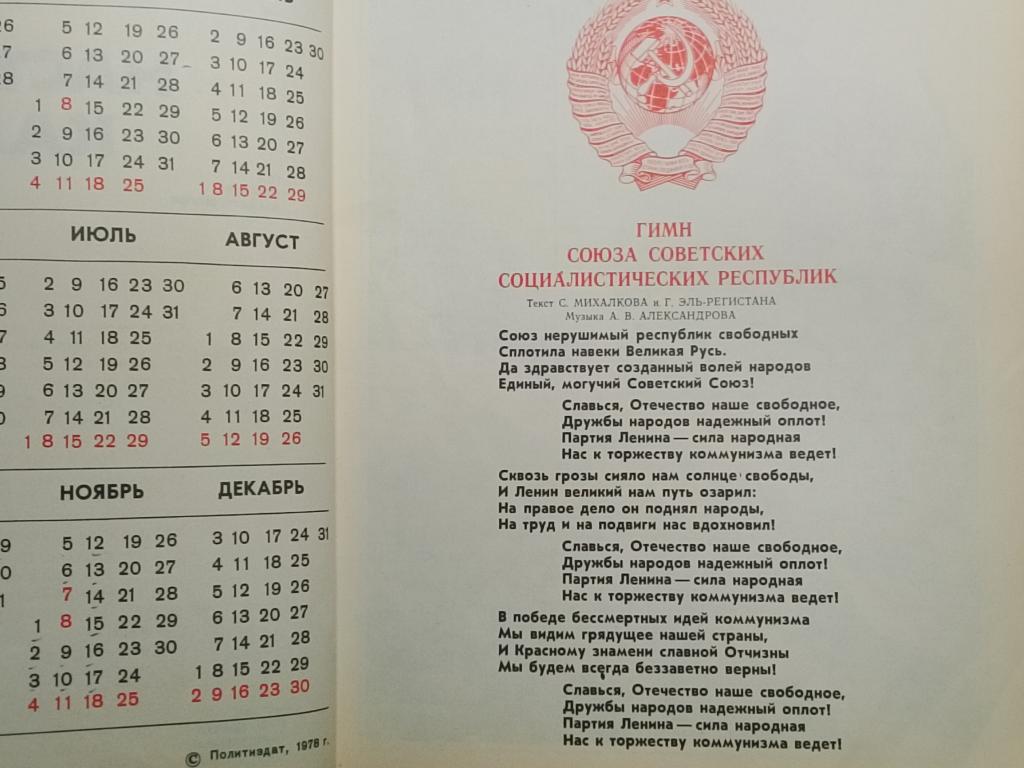 26 5 12 19 26 2 9 16 23 30
27 6 13 20 27 3 10 17 24
28 7 14 21 28 4 11 18 25
1 8 15 22 29 5 12 19 26
2 9 16 23 30 6 13 20 27
3 10 17 24 31 7 14 21 28
4 11 18 25 1 8 15 22 29
ИЮЛЬ АВГУСТ
2 9 16 23 30 6 13 20 27
3 10 17 24 31 7 14 21 28
4 11 18 25 1 8 15 22 29
5 12 19 26 2 9 16 23 30
6 13 20 27 3 10 17 24 31
7 14 21 28 4 11 18 25
1 8 15 22 29 5 12 19 26
НОЯБРЬ ДЕКАБРЬ
5 12 19 26 3 10 17 24 31
6 13 20 27 4 11 18 25
7 14 21 28 5 12 19 26
1 8 15 22 29 6 13 20 27
2 9 16 23 30 7 14 21 28
3 10 17 24 1 8 15 22 29
4 11 18 25 2 9 16 23 30
© Политиздат, 1978 г.
ГИМН
СОЮЗА СОВЕТСКИХ
СОЦИАЛИСТИЧЕСКИХ РЕСПУБЛИК
Текст С. МИХАЛКОВА и Г. ЭЛЬ-РЕГИСТАНА
Музыка А. В. АЛЕКСАНДРОВА
Союз нерушимый республик свободных
Сплотила навеки Великая Русь.
Да здравствует созданный волей народов
Единый, могучий Советский Союз!
Славься, Отечество наше свободное,
Дружбы народов надежный оплот!
Партия Ленина — сила народная
Нас к торжеству коммунизма ведет!
Сквозь грозы сияло нам солнце свободы,
И Ленин великий нам путь озарил:
На правое дело он поднял народы,
На труд и на подвиги нас вдохновил!
Славься, Отечество наше свободное,
Дружбы народов надежный оплот!
Партия Ленина — сила народная
Нас к торжеству коммунизма ведет!
В победе бессмертных идей коммунизма
Мы видим грядущее нашей страны,
И Красному знамени славной Отчизны
Мы будем всегда беззаветно верны!
Славься, Отечество наше свободное,
Дружбы народов надежный оплот!
Партия Ленина — сила народная
Нас к торжеству коммунизма ведет!